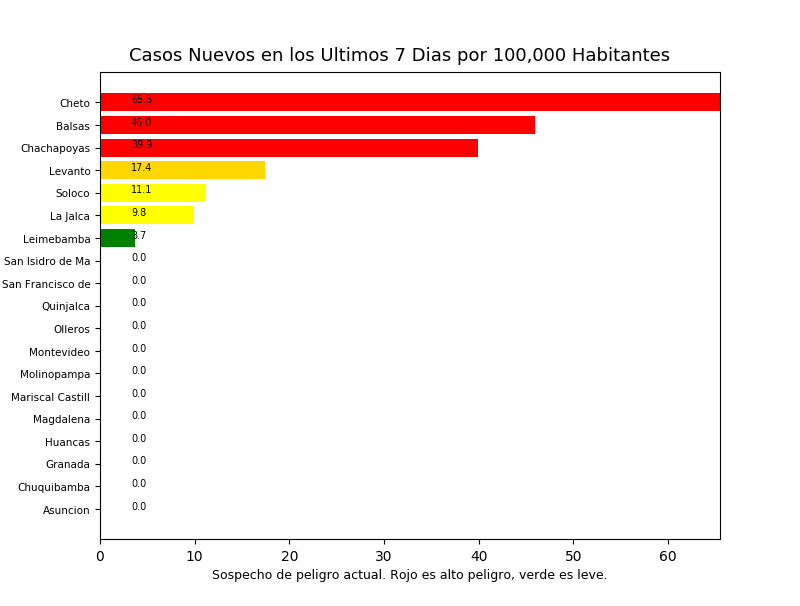 Casos Nuevos en los Ultimos 7 Dias por 100,000 Habitantes
Cheto 65.5
Balsas 46.0
Chachapoyas 39.9
Levanto 17.4
Soloco 11.1
La Jalca 9.8
Leimebamba 3.7
San Isidro de Ma 0.0
San Francisco de 0.0
Quinjalca 0.0
Olleros 0.0
Montevideo 0.0
Molinopampa 0.0
Mariscal Castill 0.0
Magdalena 0.0
Huancas 0.0
Granada 0.0
Chuquibamba 0.0
Asuncion 0.0
0 10 20 30 40 50 60
Sospecho de peligro actual. Rojo es alto peligro, verde es leve.